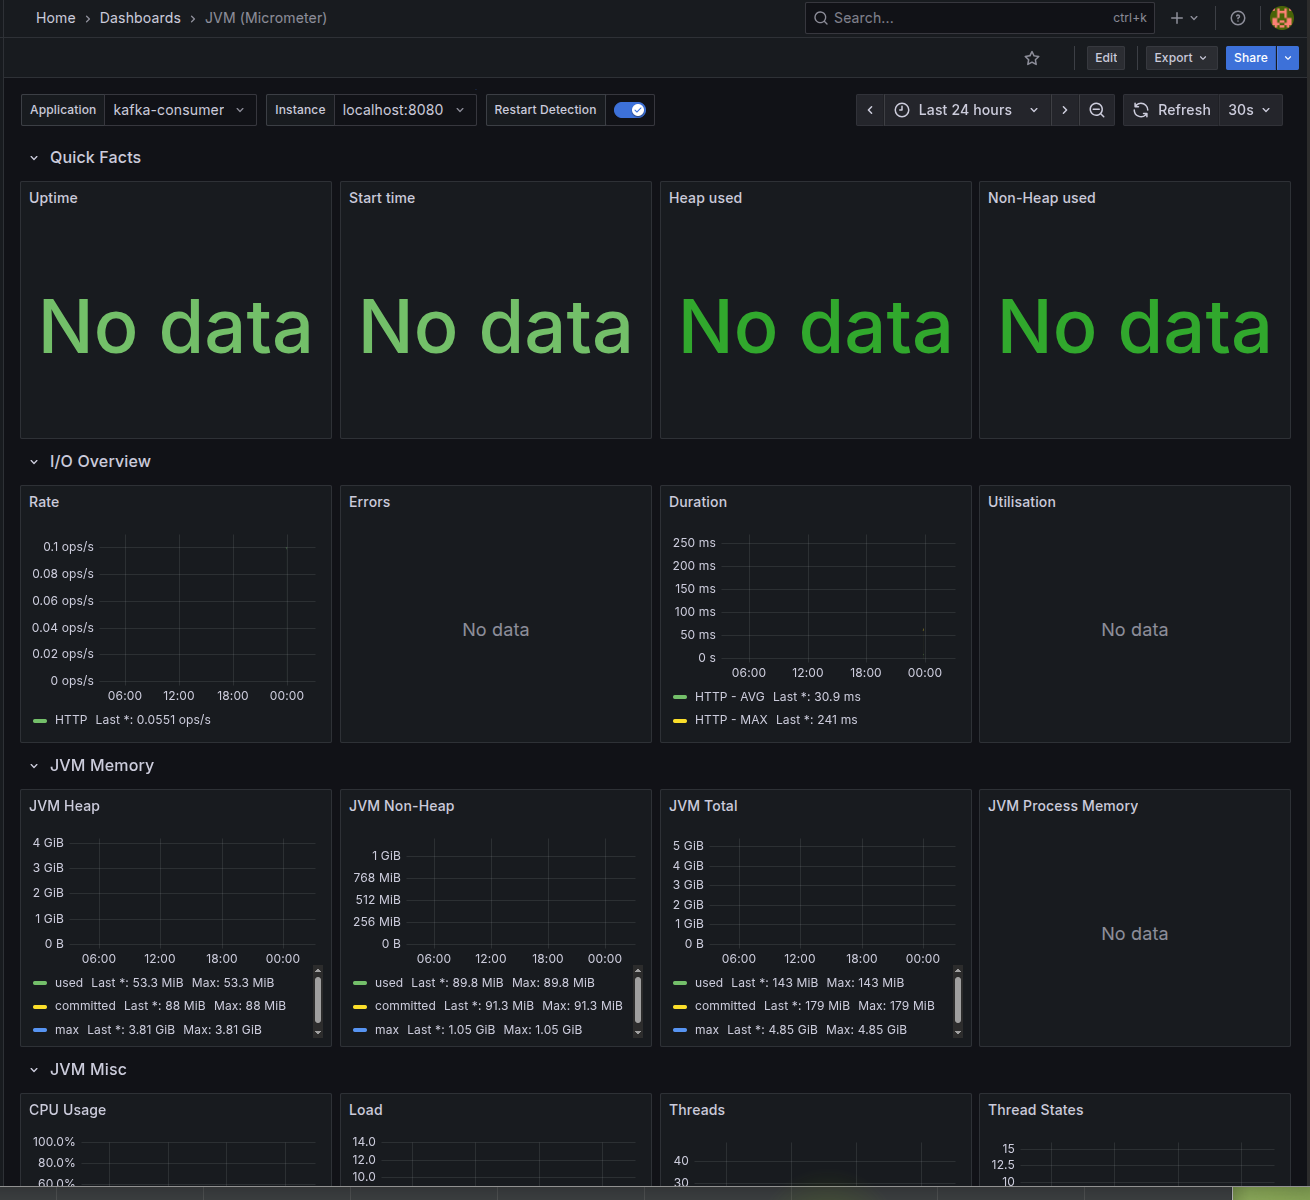 Home > Dashboards > JVM (Micrometer)
Search... ctrl+k
Edit Export Share
Application kafka-consumer Instance localhost:8080 Restart Detection Last 24 hours Refresh 30s
Quick Facts
Uptime
No data
Start time
No data
Heap used
No data
Non-Heap used
No data
I/O Overview
Rate
0.1 ops/s
0.08 ops/s
0.06 ops/s
0.04 ops/s
0.02 ops/s
0 ops/s
06:00 12:00 18:00 00:00
HTTP Last *: 0.0551 ops/s
Errors
No data
Duration
250 ms
200 ms
150 ms
100 ms
50 ms
0 s
06:00 12:00 18:00 00:00
HTTP - AVG Last *: 30.9 ms
HTTP - MAX Last *: 241 ms
Utilisation
No data
JVM Memory
JVM Heap
4 GiB
3 GiB
2 GiB
1 GiB
0 B
06:00 12:00 18:00 00:00
used Last *: 53.3 MiB Max: 53.3 MiB
committed Last *: 88 MiB Max: 88 MiB
max Last *: 3.81 GiB Max: 3.81 GiB
JVM Non-Heap
1 GiB
768 MiB
512 MiB
256 MiB
0 B
06:00 12:00 18:00 00:00
used Last *: 89.8 MiB Max: 89.8 MiB
committed Last *: 91.3 MiB Max: 91.3 MiB
max Last *: 1.05 GiB Max: 1.05 GiB
JVM Total
5 GiB
4 GiB
3 GiB
2 GiB
1 GiB
0 B
06:00 12:00 18:00 00:00
used Last *: 143 MiB Max: 143 MiB
committed Last *: 179 MiB Max: 179 MiB
max Last *: 4.85 GiB Max: 4.85 GiB
JVM Process Memory
No data
JVM Misc
CPU Usage
100.0%
80.0%
60.0%
Load
14.0
12.0
10.0
Threads
40
30
Thread States
15
12.5
10